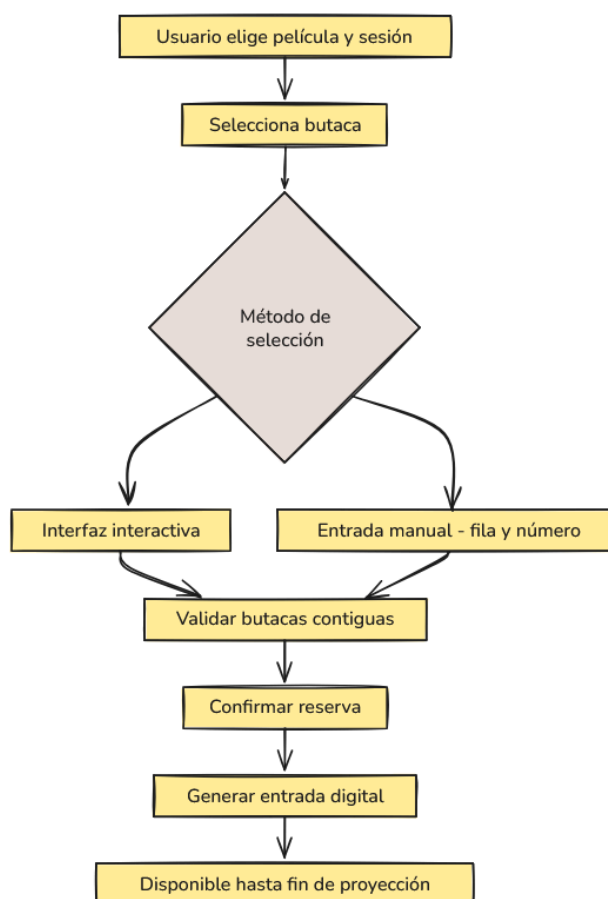 Usuario elige película y sesión
Selecciona butaca
Método de
selección
Interfaz interactiva
Entrada manual - fila y número
Validar butacas contiguas
Confirmar reserva
Generar entrada digital
Disponible hasta fin de proyección